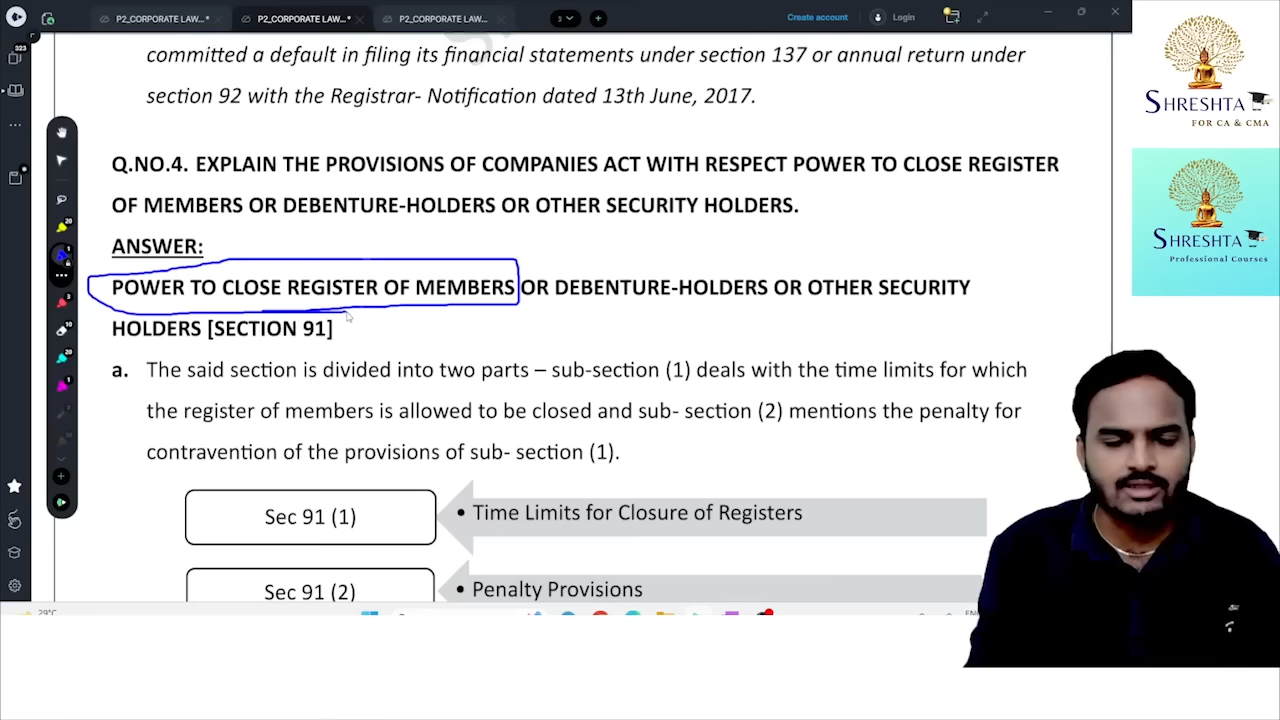 P2_CORPORATE LAW...*
P2_CORPORATE LAW...*
P2_CORPORATE LAW...
3
Create account
Login
323
committed a default in filing its financial statements under section 137 or annual return under
section 92 with the Registrar- Notification dated 13th June, 2017.
Q.NO.4. EXPLAIN THE PROVISIONS OF COMPANIES ACT WITH RESPECT POWER TO CLOSE REGISTER
OF MEMBERS OR DEBENTURE-HOLDERS OR OTHER SECURITY HOLDERS.
ANSWER:
POWER TO CLOSE REGISTER OF MEMBERS OR DEBENTURE-HOLDERS OR OTHER SECURITY
HOLDERS [SECTION 91]
a. The said section is divided into two parts – sub-section (1) deals with the time limits for which
the register of members is allowed to be closed and sub- section (2) mentions the penalty for
contravention of the provisions of sub- section (1).
Sec 91 (1)
• Time Limits for Closure of Registers
Sec 91 (2)
• Penalty Provisions
29°C
SHRESHTA
FOR CA & CMA
SHRESHTA
Professional Courses